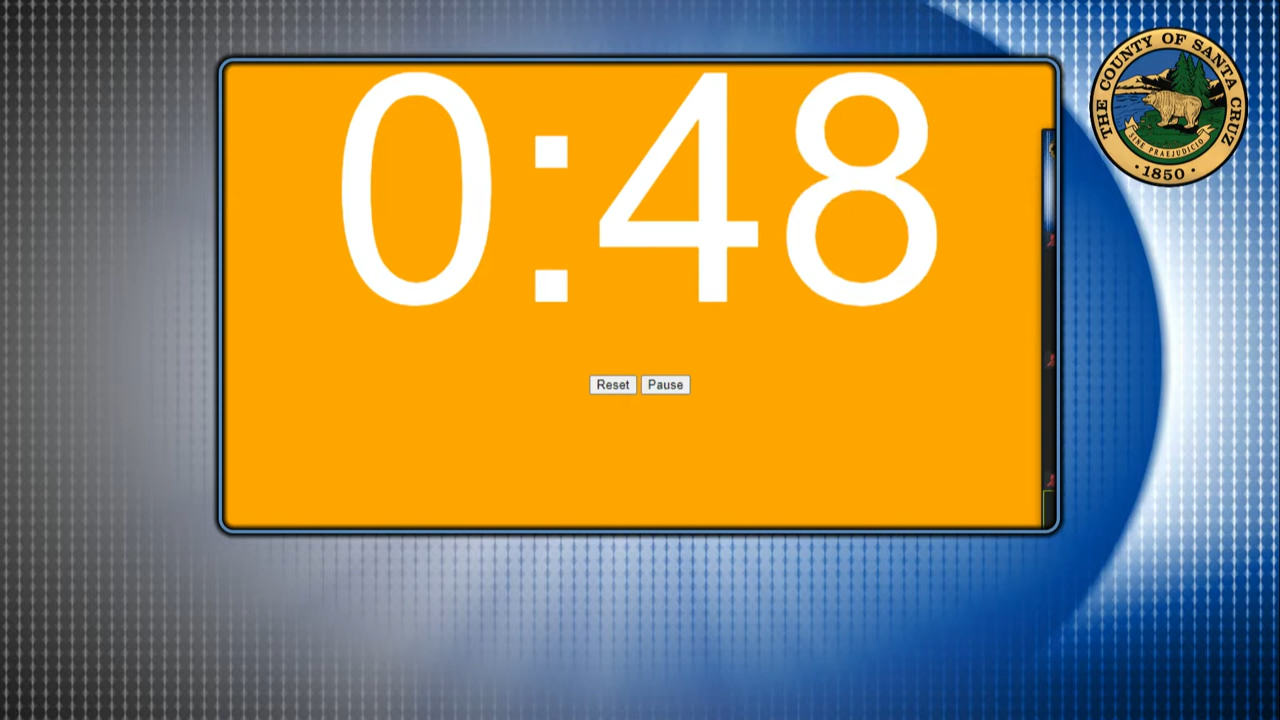 0:48
Reset Pause
THE COUNTY OF SANTA CRUZ
SINE PRAEJUDICIO
• 1850 •